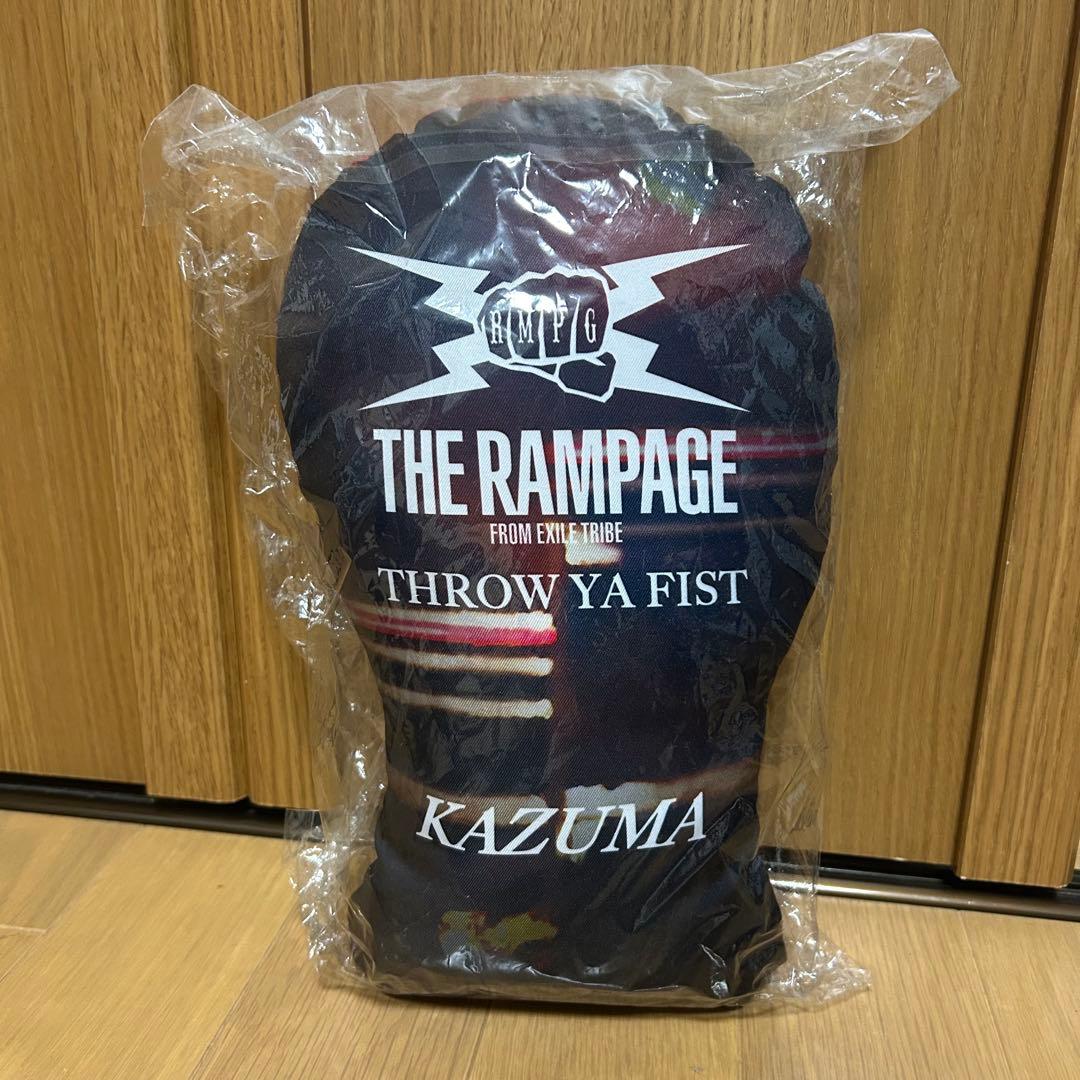 RMPG
THE RAMPAGE
FROM EXILE TRIBE
THROW YA FIST
KAZUMA